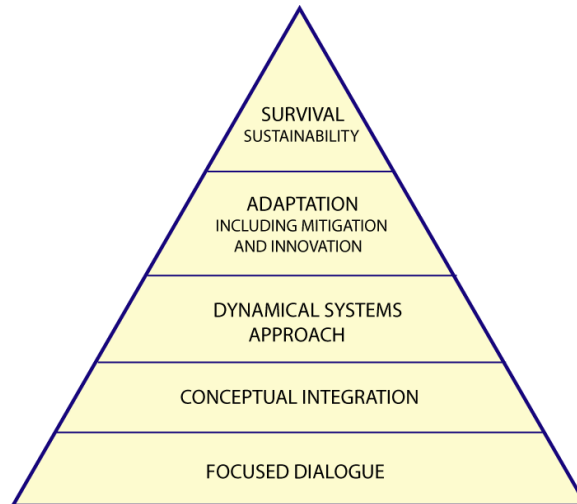 SURVIVAL
SUSTAINABILITY
ADAPTATION
INCLUDING MITIGATION
AND INNOVATION
DYNAMICAL SYSTEMS
APPROACH
CONCEPTUAL INTEGRATION
FOCUSED DIALOGUE